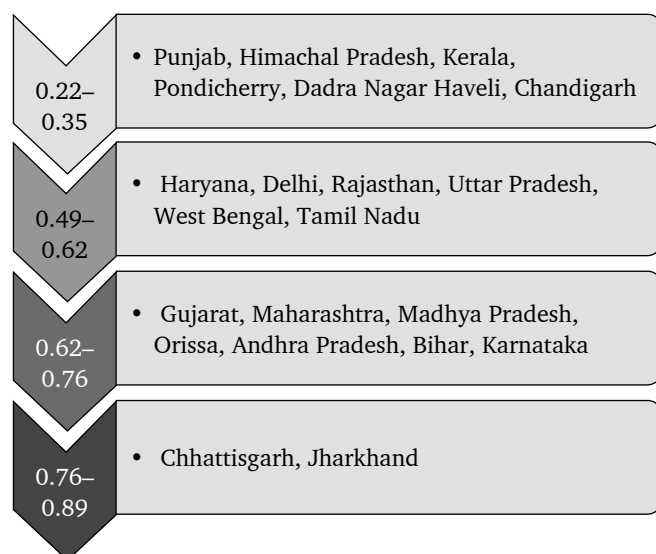 0.22–
0.35
• Punjab, Himachal Pradesh, Kerala,
Pondicherry, Dadra Nagar Haveli, Chandigarh
0.49–
0.62
• Haryana, Delhi, Rajasthan, Uttar Pradesh,
West Bengal, Tamil Nadu
0.62–
0.76
• Gujarat, Maharashtra, Madhya Pradesh,
Orissa, Andhra Pradesh, Bihar, Karnataka
0.76–
0.89
• Chhattisgarh, Jharkhand